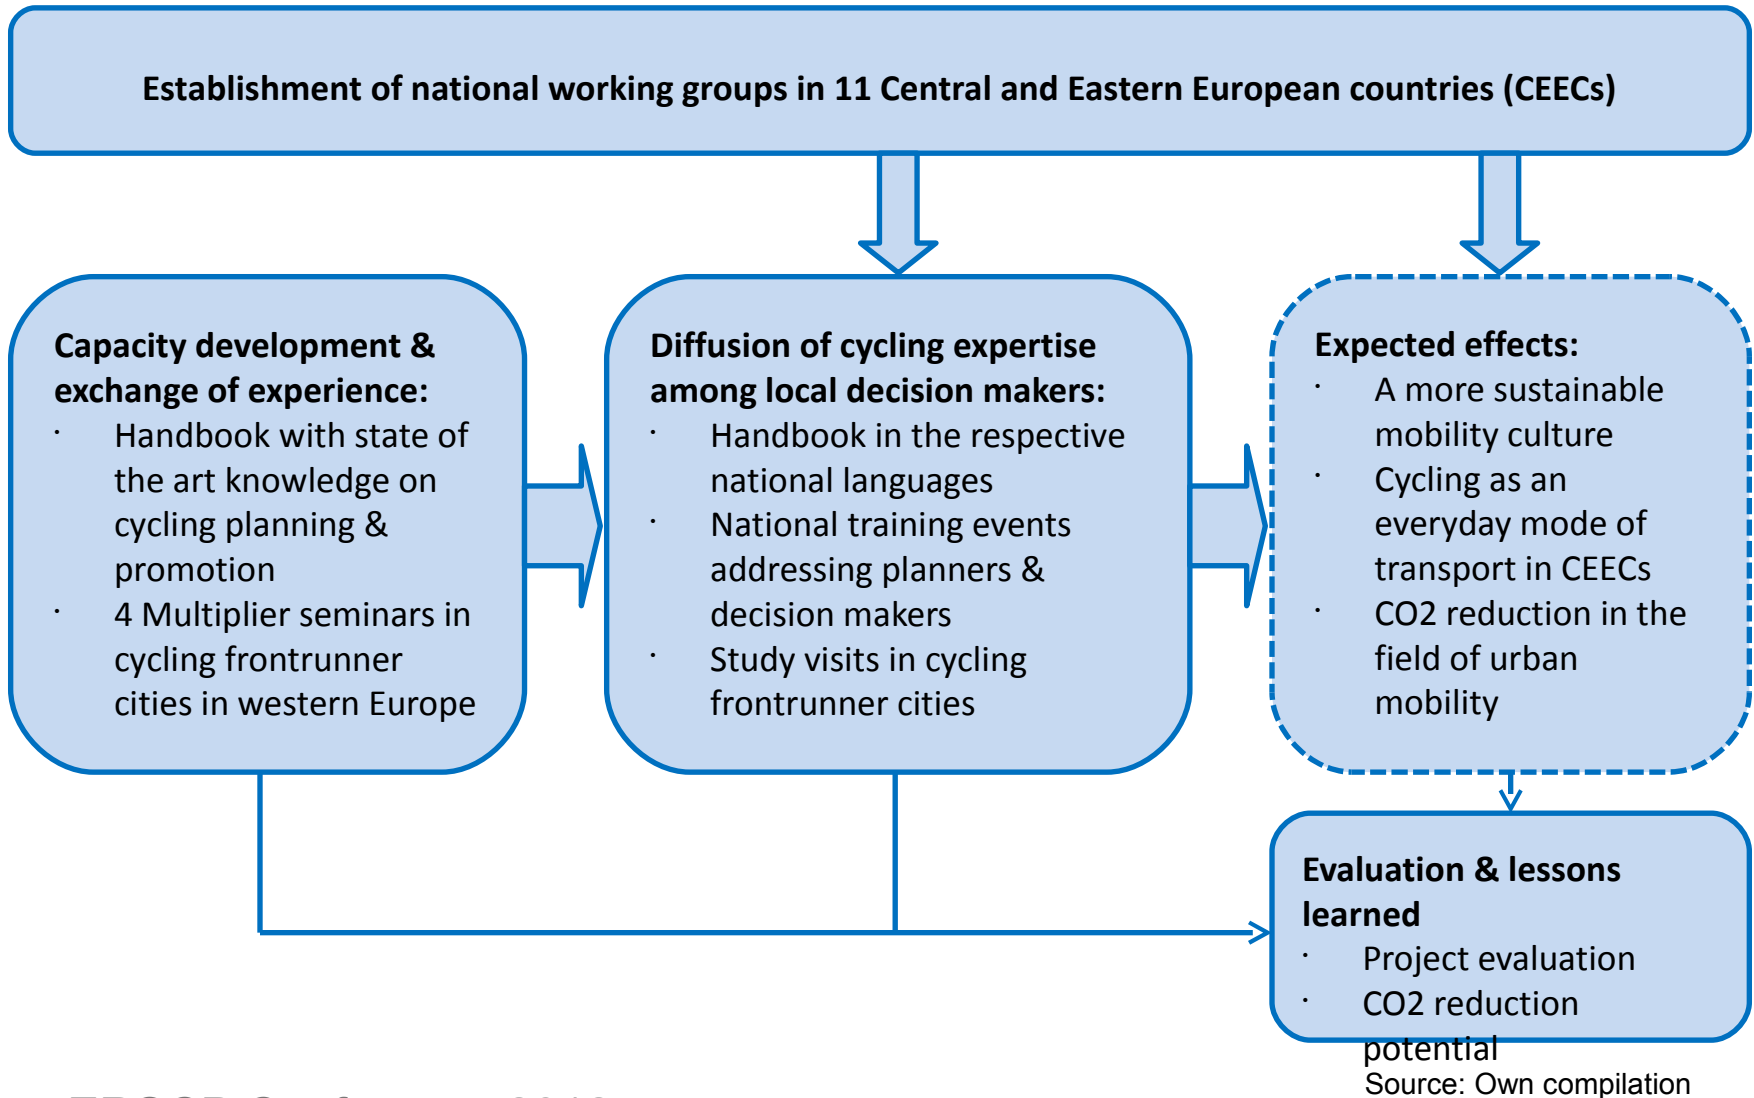 Establishment of national working groups in 11 Central and Eastern European countries (CEECs)
Capacity development &
exchange of experience:
· Handbook with state of
the art knowledge on
cycling planning &
promotion
· 4 Multiplier seminars in
cycling frontrunner
cities in western Europe
Diffusion of cycling expertise
among local decision makers:
· Handbook in the respective
national languages
· National training events
addressing planners &
decision makers
· Study visits in cycling
frontrunner cities
Expected effects:
· A more sustainable
mobility culture
· Cycling as an
everyday mode of
transport in CEECs
· CO2 reduction in the
field of urban
mobility
Evaluation & lessons
learned
· Project evaluation
· CO2 reduction
potential
Source: Own compilation